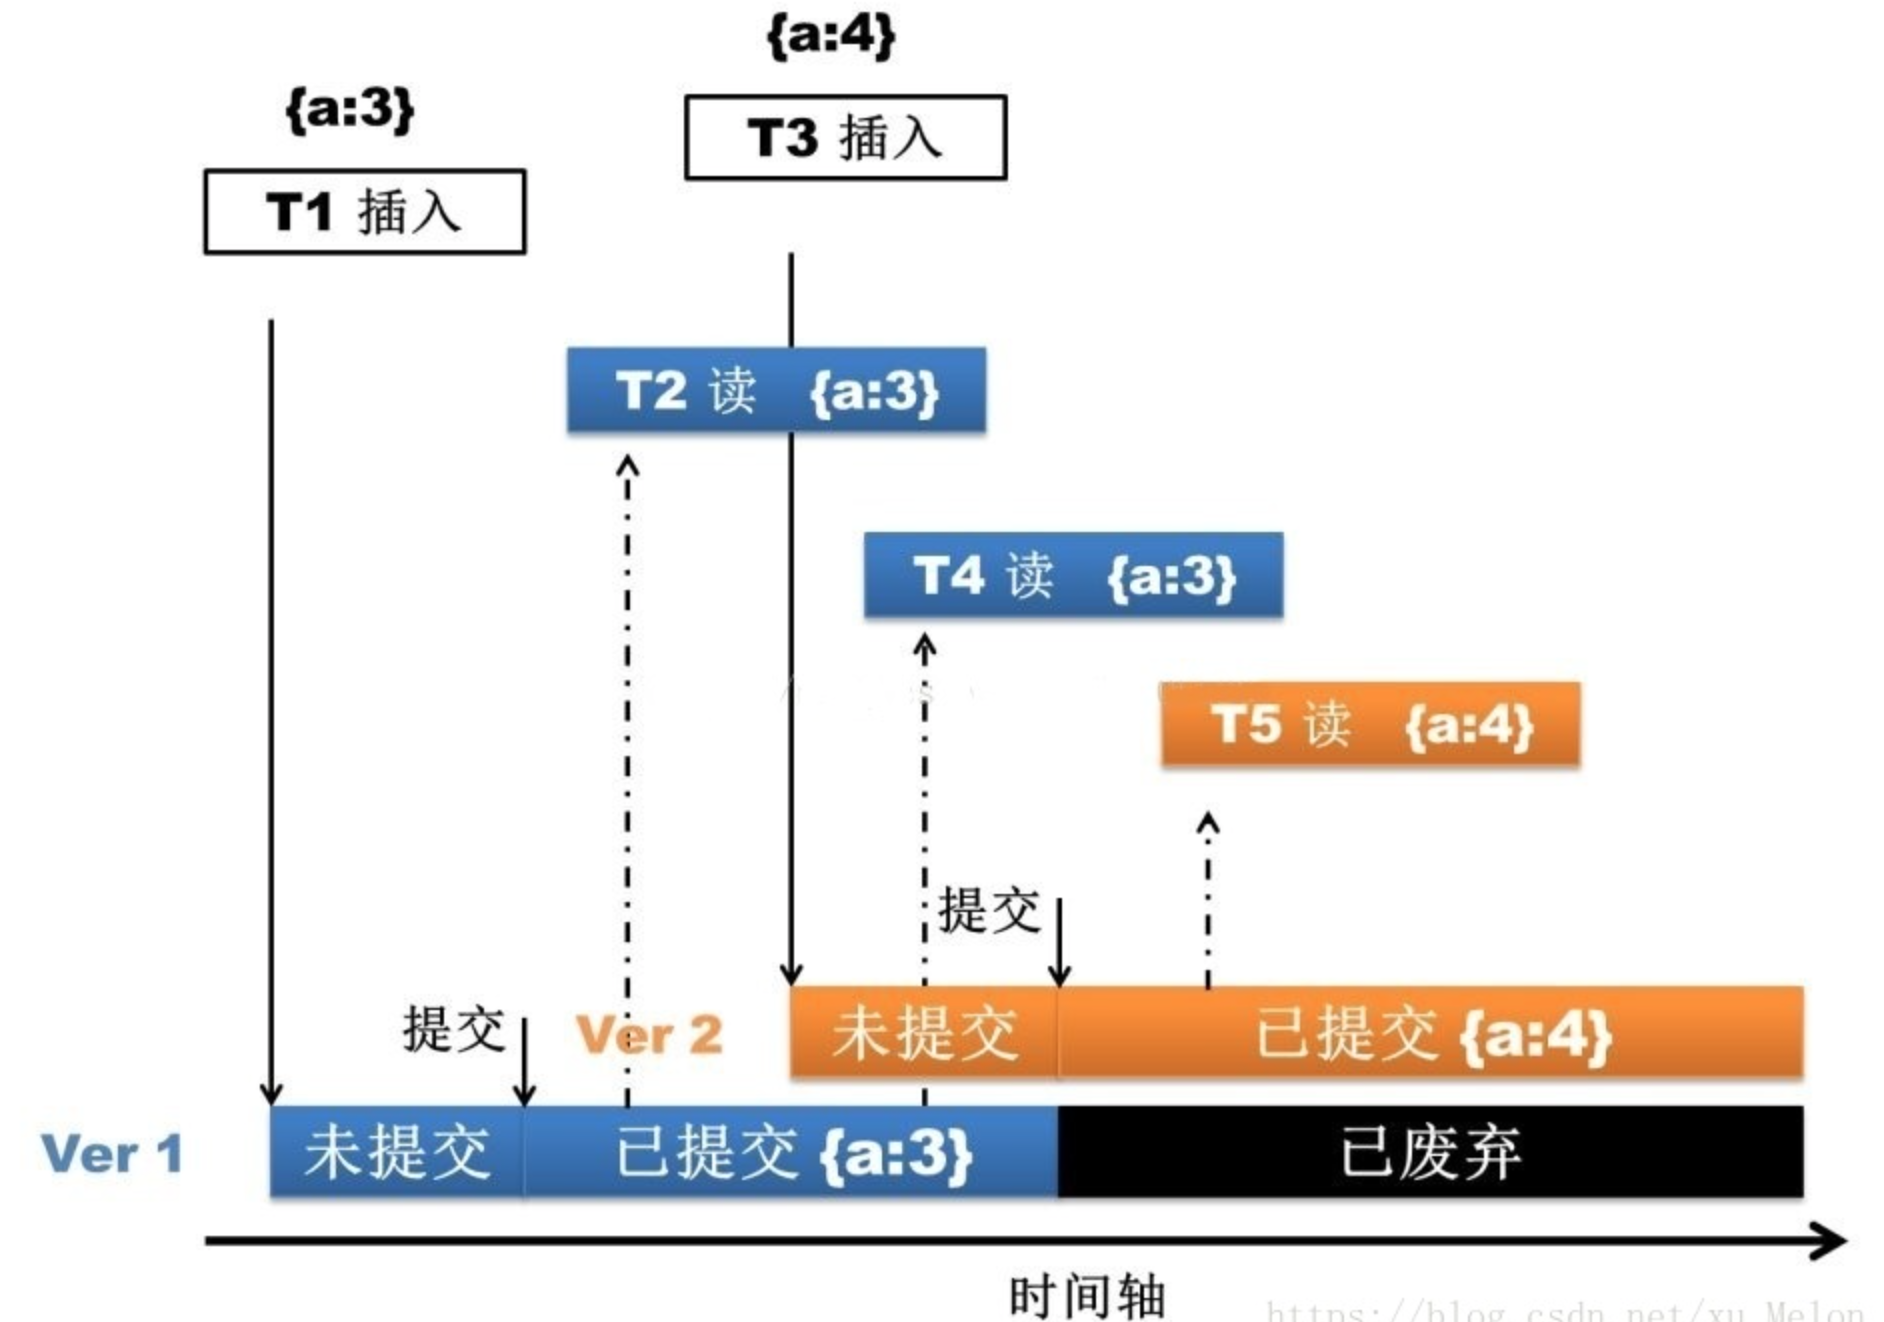 {a:4}
{a:3}
T3 插入
T1 插入
T2 读 {a:3}
T4 读 {a:3}
T5 读 {a:4}
提交
提交
Ver 2
未提交
已提交 {a:4}
Ver 1
未提交
已提交 {a:3}
已废弃
时间轴
https://blog.csdn.net/xu_Melon